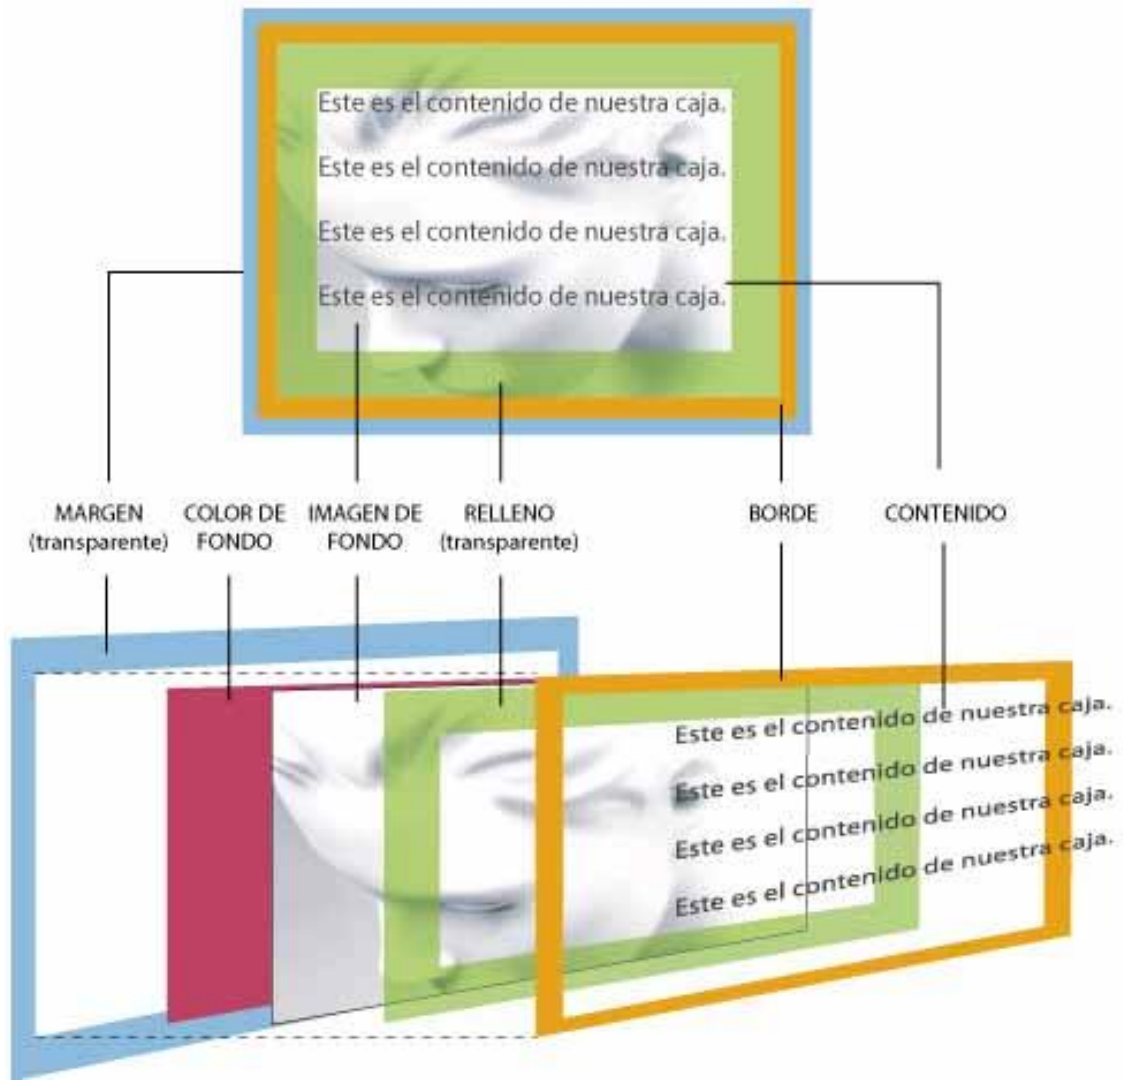 Este es el contenido de nuestra caja.
Este es el contenido de nuestra caja.
Este es el contenido de nuestra caja.
Este es el contenido de nuestra caja.
MARGEN
(transparente)
COLOR DE
FONDO
IMAGEN DE
FONDO
RELLENO
(transparente)
BORDE
CONTENIDO
Este es el contenido de nuestra caja.
Este es el contenido de nuestra caja.
Este es el contenido de nuestra caja.
Este es el contenido de nuestra caja.